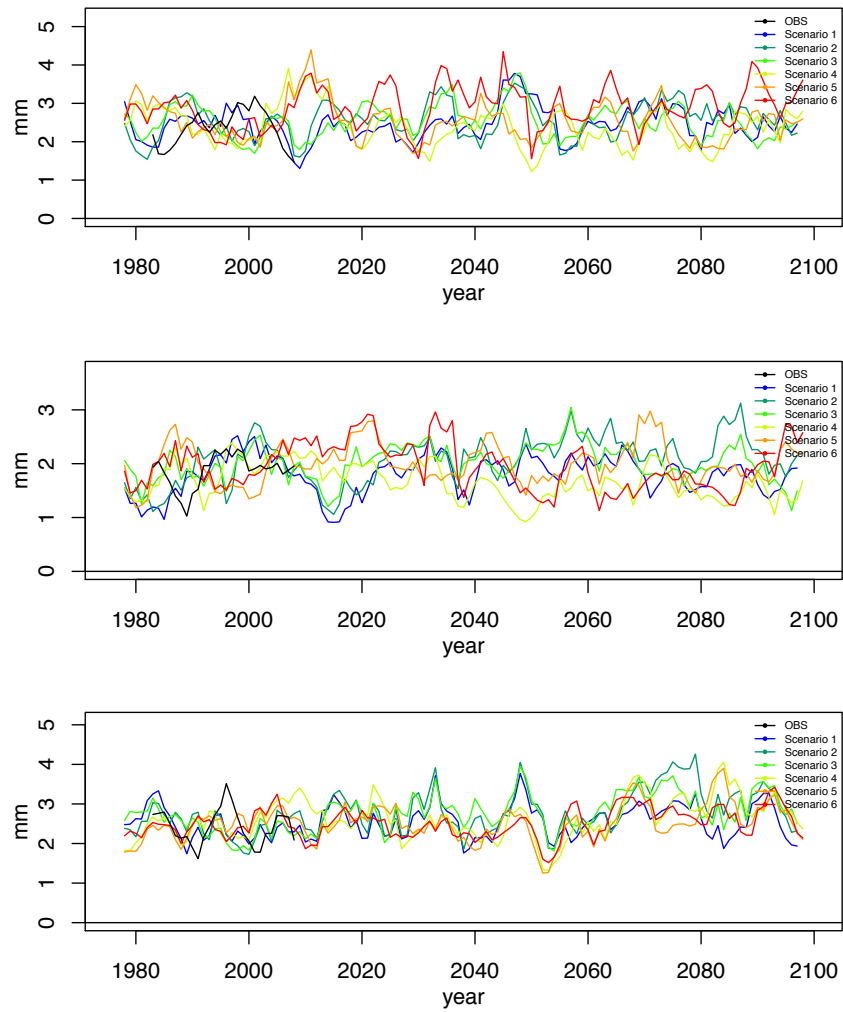 5
4
3
2
1
0
mm
OBS
Scenario 1
Scenario 2
Scenario 3
Scenario 4
Scenario 5
Scenario 6
1980 2000 2020 2040 2060 2080 2100
year
3
2
1
0
mm
OBS
Scenario 1
Scenario 2
Scenario 3
Scenario 4
Scenario 5
Scenario 6
1980 2000 2020 2040 2060 2080 2100
year
5
4
3
2
1
0
mm
OBS
Scenario 1
Scenario 2
Scenario 3
Scenario 4
Scenario 5
Scenario 6
1980 2000 2020 2040 2060 2080 2100
year